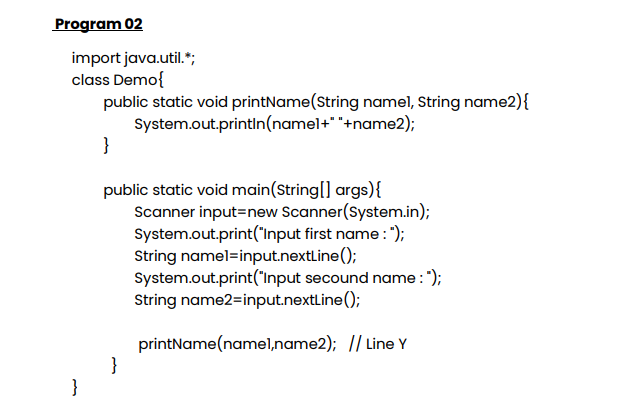 Program 02
import java.util.*;
class Demo{
public static void printName(String name1, String name2){
System.out.println(name1+" "+name2);
}
public static void main(String[] args){
Scanner input=new Scanner(System.in);
System.out.print("Input first name : ");
String name1=input.nextLine();
System.out.print("Input secound name : ");
String name2=input.nextLine();
printName(name1,name2); // Line Y
}
}